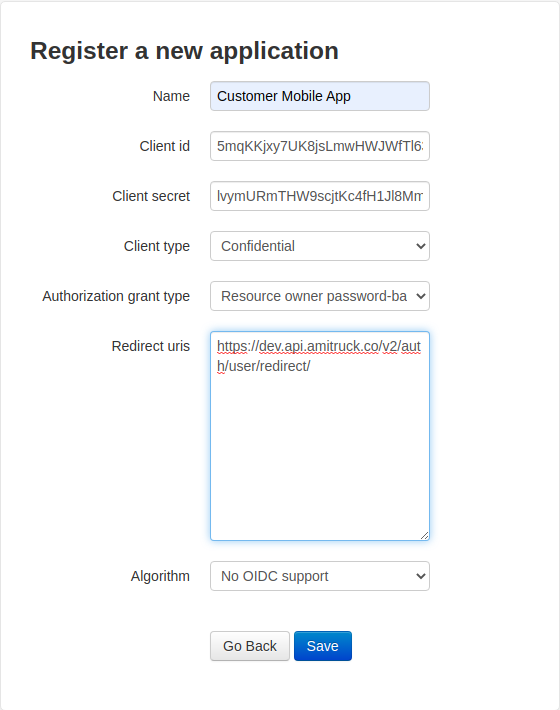 Register a new application
Name
Customer Mobile App
Client id
5mqKKjxy7UK8jsLmwHWJWfTl6
Client secret
lvymURmTHW9scjtKc4fH1Jl8Mm
Client type
Confidential
Authorization grant type
Resource owner password-ba
Redirect uris
https://dev.api.amitruck.co/v2/aut
h/user/redirect/
Algorithm
No OIDC support
Go Back
Save